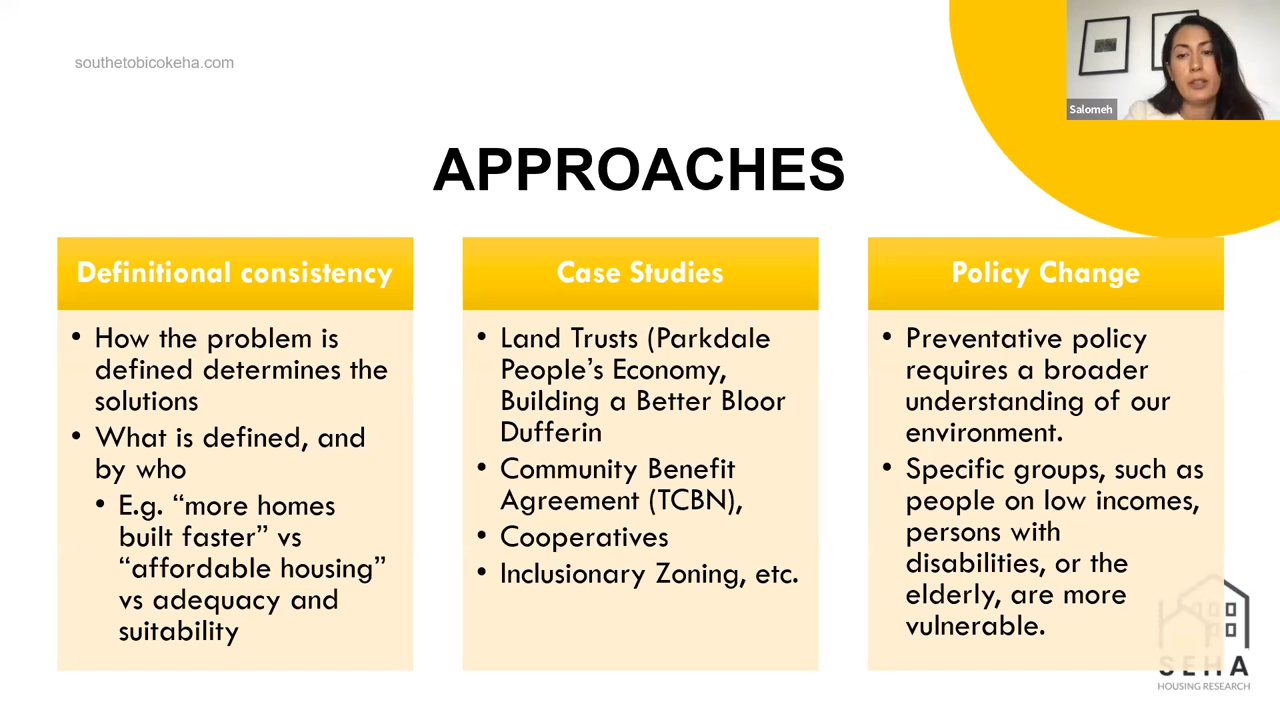 southetobicokeha.com
Salomeh
APPROACHES
Definitional consistency
• How the problem is
defined determines the
solutions
• What is defined, and
by who
• E.g. “more homes
built faster” vs
“affordable housing”
vs adequacy and
suitability
Case Studies
• Land Trusts (Parkdale
People’s Economy,
Building a Better Bloor
Dufferin
• Community Benefit
Agreement (TCBN),
• Cooperatives
• Inclusionary Zoning, etc.
Policy Change
• Preventative policy
requires a broader
understanding of our
environment.
• Specific groups, such as
people on low incomes,
persons with
disabilities, or the
elderly, are more
vulnerable.
SEHA
HOUSING RESEARCH